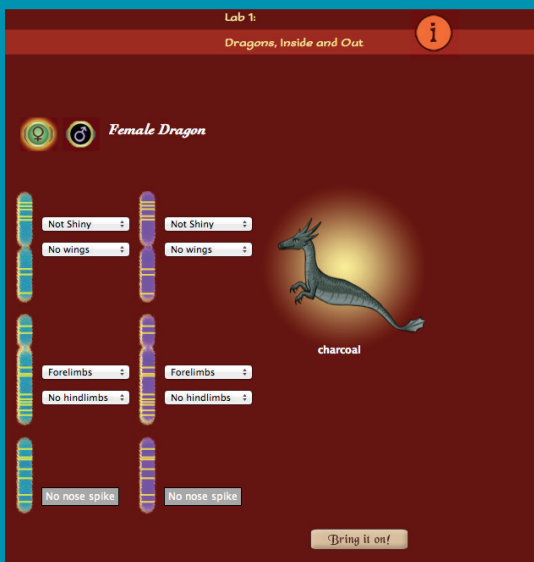 Lab 1:
Dragons, Inside and Out
i
Female Dragon
Not Shiny Not Shiny
No wings No wings
charcoal
Forelimbs Forelimbs
No hindlimbs No hindlimbs
No nose spike No nose spike
Bring it on!